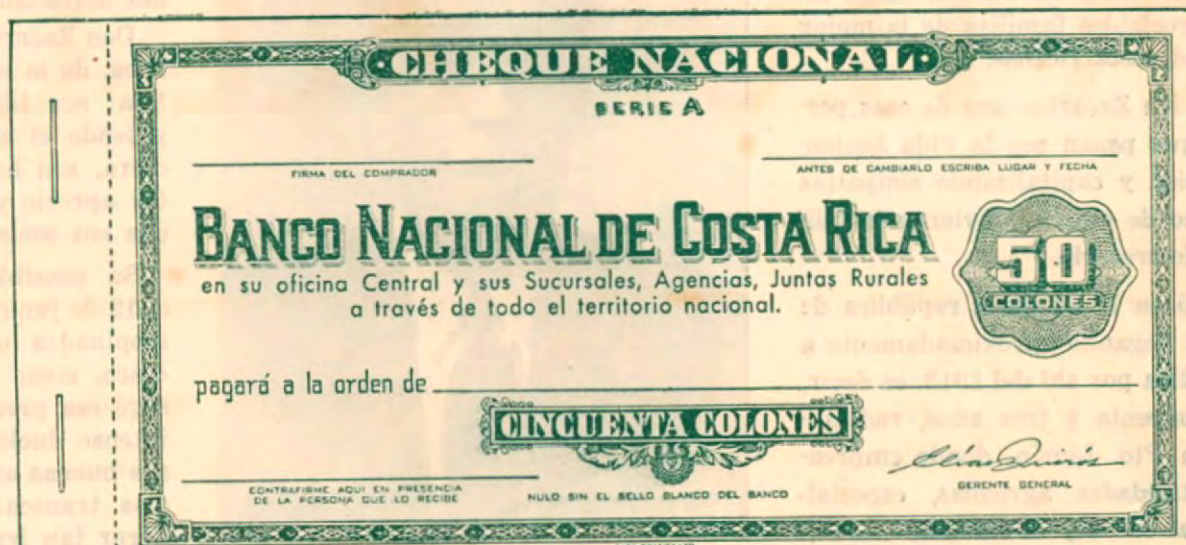 CHEQUE NACIONAL
SERIE A
FIRMA DEL COMPRADOR
ANTES DE CAMBIARLO ESCRIBA LUGAR Y FECHA
BANCO NACIONAL DE COSTA RICA
50
COLONES
en su oficina Central y sus Sucursales, Agencias, Juntas Rurales
a través de todo el territorio nacional.
pagará a la orden de
CINCUENTA COLONES
CONTRAFIRME AQUI EN PRESENCIA
DE LA PERSONA QUE LO RECIBE
NULO SIN EL SELLO BLANCO DEL BANCO
GERENTE GENERAL